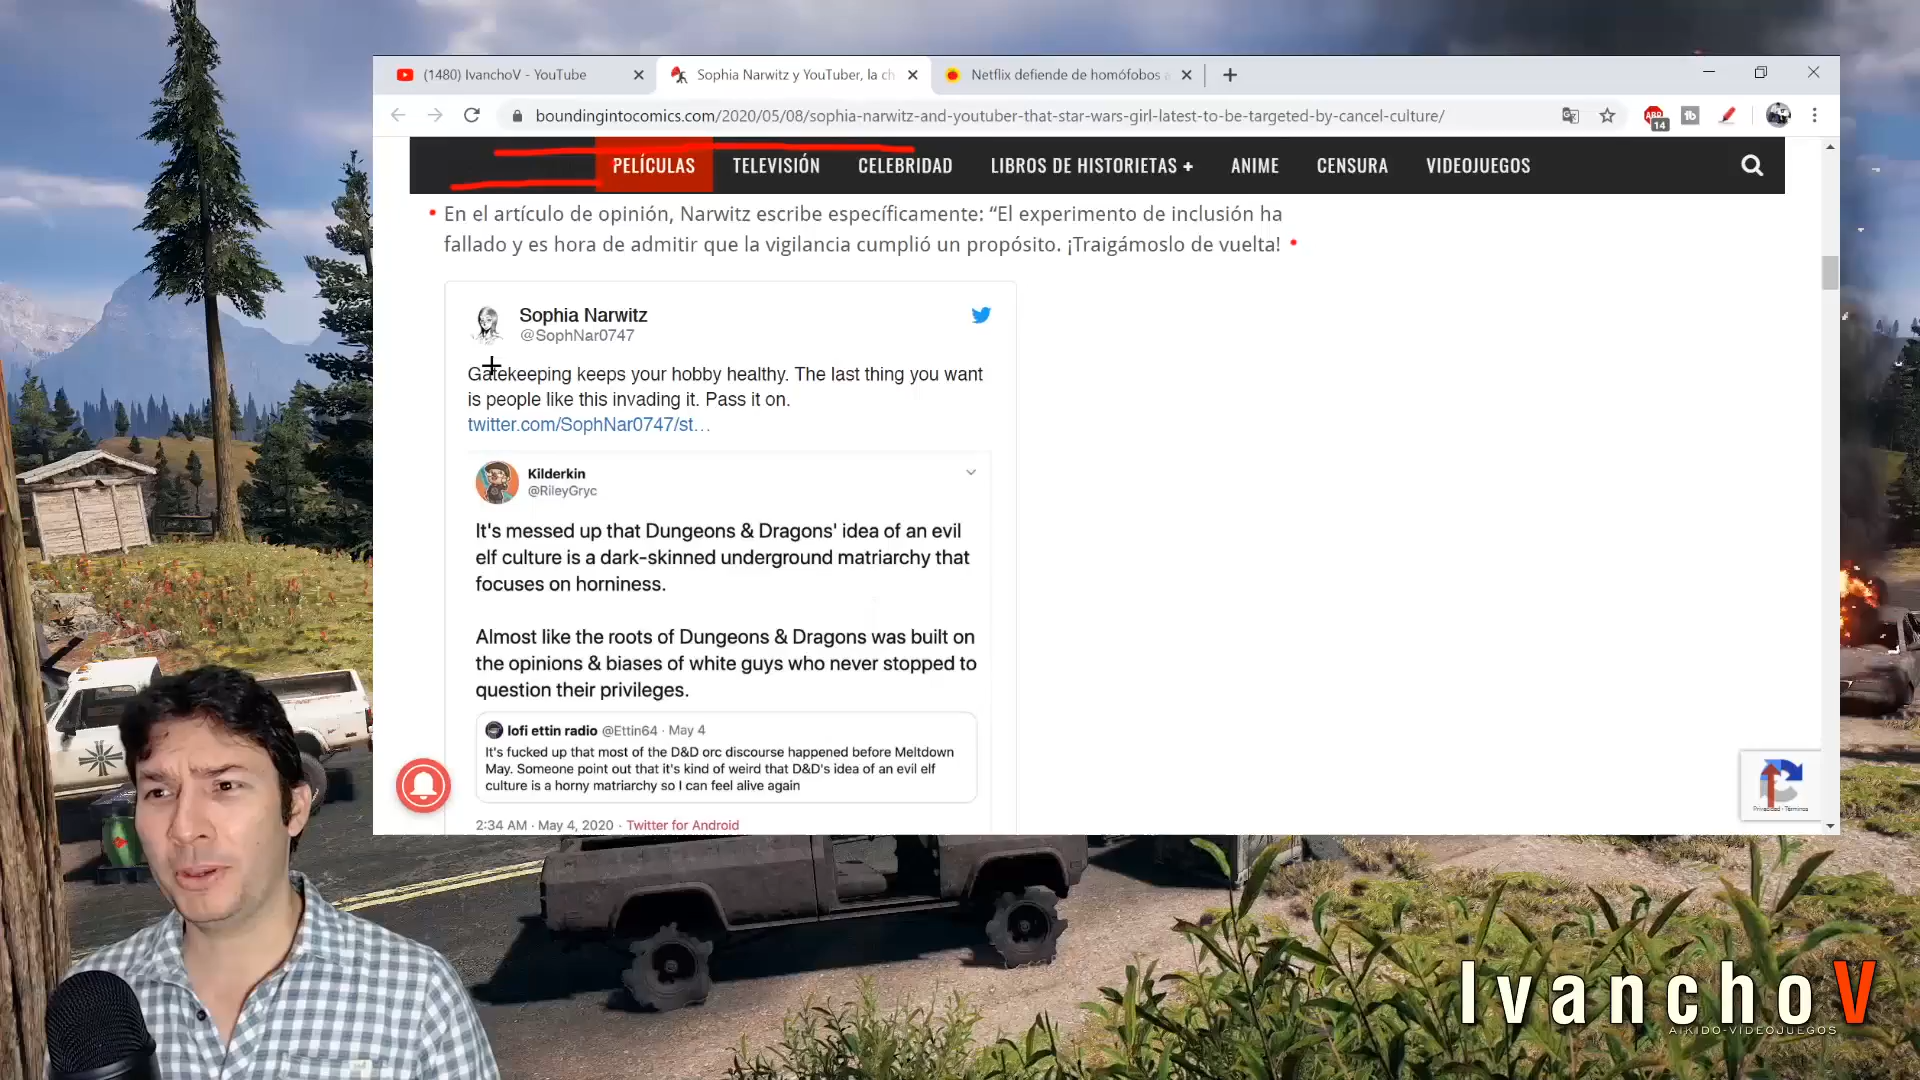 (1480) IvanchoV - YouTube
Sophia Narwitz y YouTuber, la ch
Netflix defiende de homófobos a
boundingintocomics.com/2020/05/08/sophia-narwitz-and-youtuber-that-star-wars-girl-latest-to-be-targeted-by-cancel-culture/
ABP
14
tb
PELÍCULAS TELEVISIÓN CELEBRIDAD LIBROS DE HISTORIETAS + ANIME CENSURA VIDEOJUEGOS
En el artículo de opinión, Narwitz escribe específicamente: “El experimento de inclusión ha
fallado y es hora de admitir que la vigilancia cumplió un propósito. ¡Traigámoslo de vuelta!
Sophia Narwitz
@SophNar0747
Gatekeeping keeps your hobby healthy. The last thing you want
is people like this invading it. Pass it on.
twitter.com/SophNar0747/st…
Kilderkin
@RileyGryc
It's messed up that Dungeons & Dragons' idea of an evil
elf culture is a dark-skinned underground matriarchy that
focuses on horniness.
Almost like the roots of Dungeons & Dragons was built on
the opinions & biases of white guys who never stopped to
question their privileges.
lofi ettin radio @Ettin64 · May 4
It's fucked up that most of the D&D orc discourse happened before Meltdown
May. Someone point out that it's kind of weird that D&D's idea of an evil elf
culture is a horny matriarchy so I can feel alive again
2:34 AM · May 4, 2020 · Twitter for Android
Privacidad - Términos
IvanchoV
AIKIDO-VIDEOJUEGOS